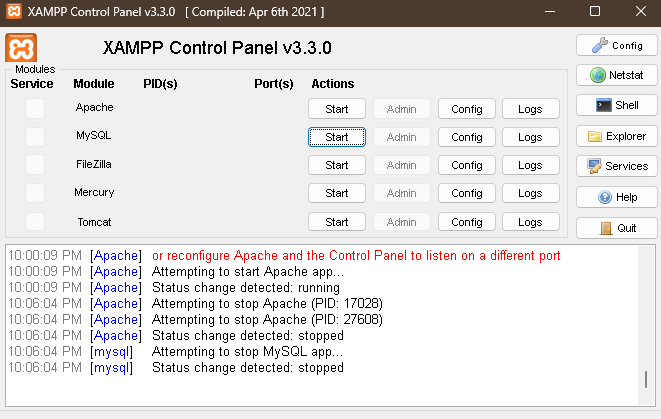 XAMPP Control Panel v3.3.0 [ Compiled: Apr 6th 2021 ]
XAMPP Control Panel v3.3.0
Config
Modules
Service Module PID(s) Port(s) Actions
Netstat
Apache Start Admin Config Logs
Shell
MySQL Start Admin Config Logs
Explorer
FileZilla Start Admin Config Logs
Services
Mercury Start Admin Config Logs
Help
Tomcat Start Admin Config Logs
Quit
10:00:09 PM [Apache] or reconfigure Apache and the Control Panel to listen on a different port
10:00:09 PM [Apache] Attempting to start Apache app...
10:00:09 PM [Apache] Status change detected: running
10:06:04 PM [Apache] Attempting to stop Apache (PID: 17028)
10:06:04 PM [Apache] Attempting to stop Apache (PID: 27608)
10:06:04 PM [Apache] Status change detected: stopped
10:06:04 PM [mysql] Attempting to stop MySQL app...
10:06:04 PM [mysql] Status change detected: stopped